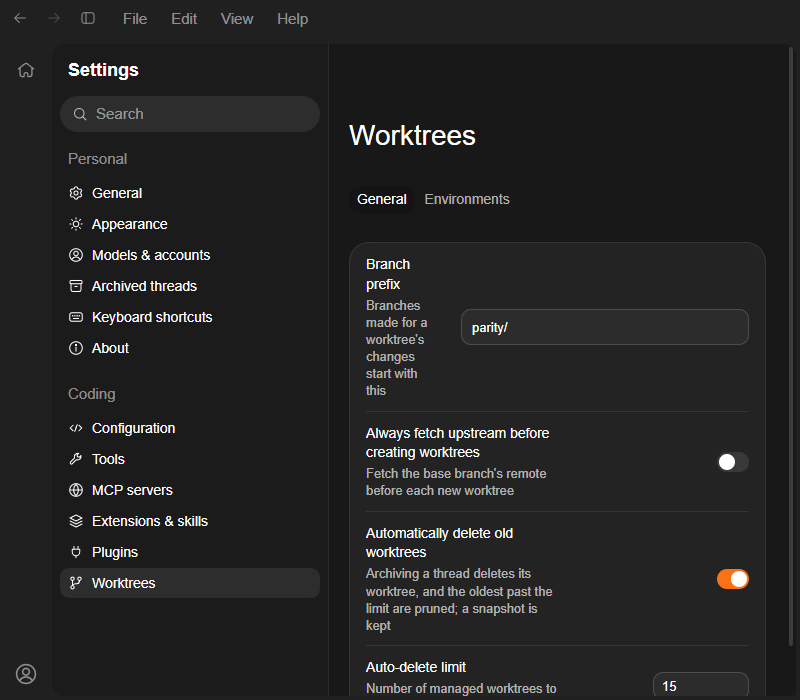 File Edit View Help
Settings
Search
Personal
General
Appearance
Models & accounts
Archived threads
Keyboard shortcuts
About
Coding
Configuration
Tools
MCP servers
Extensions & skills
Plugins
Worktrees
Worktrees
General Environments
Branch
prefix
Branches
made for a
worktree's
changes
start with
this
parity/
Always fetch upstream before
creating worktrees
Fetch the base branch's remote
before each new worktree
Automatically delete old
worktrees
Archiving a thread deletes its
worktree, and the oldest past the
limit are pruned; a snapshot is
kept
Auto-delete limit
Number of managed worktrees to
15